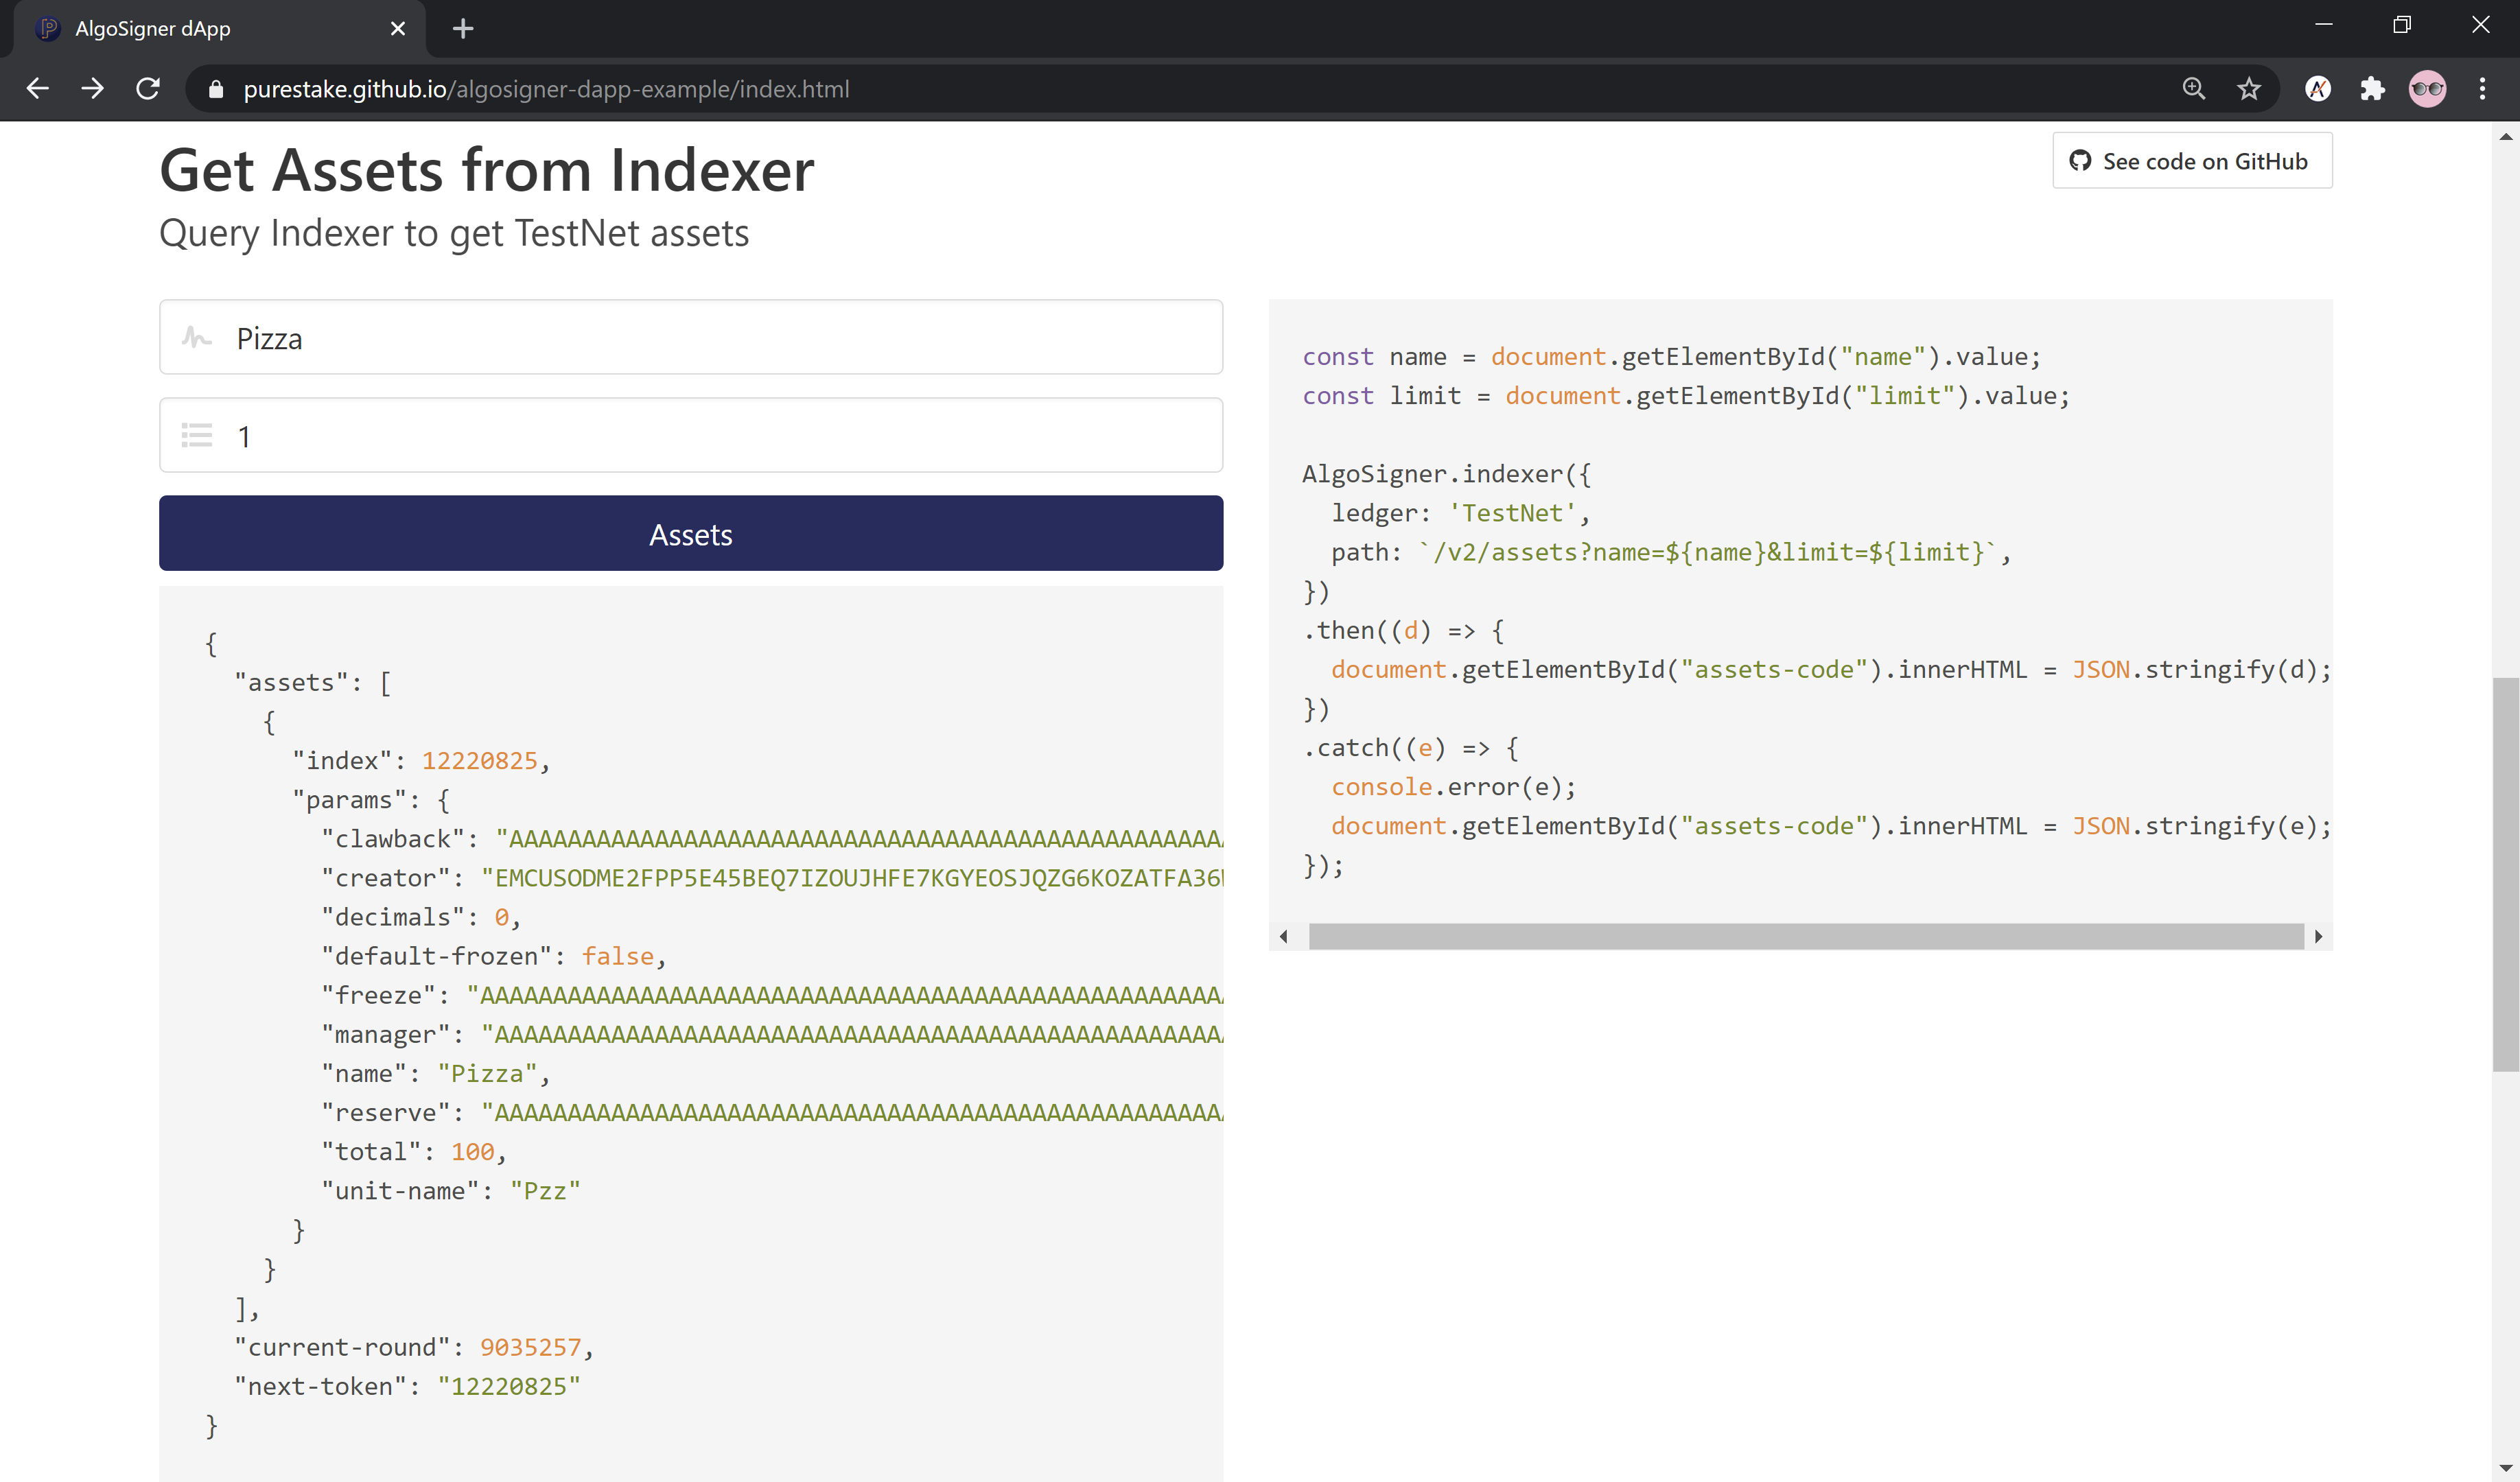 AlgoSigner dApp
purestake.github.io/algosigner-dapp-example/index.html
Get Assets from Indexer
See code on GitHub
Query Indexer to get TestNet assets
Pizza
1
Assets
{
  "assets": [
    {
      "index": 12220825,
      "params": {
        "clawback": "AAAAAAAAAAAAAAAAAAAAAAAAAAAAAAAAAAAAAAAAAAAAAAAAAA
        "creator": "EMCUSODME2FPP5E45BEQ7IZOUJHFE7KGYEOSJQZG6KOZATFA36
        "decimals": 0,
        "default-frozen": false,
        "freeze": "AAAAAAAAAAAAAAAAAAAAAAAAAAAAAAAAAAAAAAAAAAAAAAAAAAAA
        "manager": "AAAAAAAAAAAAAAAAAAAAAAAAAAAAAAAAAAAAAAAAAAAAAAAAAAA
        "name": "Pizza",
        "reserve": "AAAAAAAAAAAAAAAAAAAAAAAAAAAAAAAAAAAAAAAAAAAAAAAAAAA
        "total": 100,
        "unit-name": "Pzz"
      }
    }
  ],
  "current-round": 9035257,
  "next-token": "12220825"
}
const name = document.getElementById("name").value;
const limit = document.getElementById("limit").value;
AlgoSigner.indexer({
  ledger: 'TestNet',
  path: `/v2/assets?name=${name}&limit=${limit}`,
})
.then((d) => {
  document.getElementById("assets-code").innerHTML = JSON.stringify(d);
})
.catch((e) => {
  console.error(e);
  document.getElementById("assets-code").innerHTML = JSON.stringify(e);
});